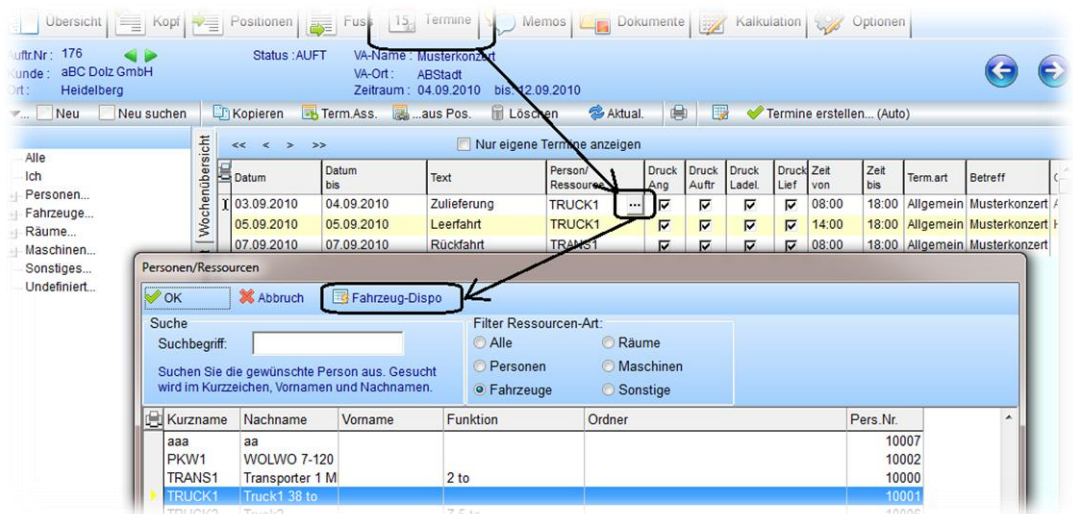 Übersicht Kopf Positionen Fuss 15 Termine Memos Dokumente Kalkulation Optionen
Auftr.Nr : 176 Status :AUFT VA-Name : Musterkonzert
Kunde : aBC Dolz GmbH VA-Ort : ABStadt
Ort : Heidelberg Zeitraum : 04.09.2010 bis: 12.09.2010
... Neu Neu suchen Kopieren Term.Ass. ...aus Pos. Löschen Aktual. Termine erstellen... (Auto)
<< < > >> Nur eigene Termine anzeigen
Alle
Ich
Personen...
Fahrzeuge...
Räume...
Maschinen...
Sonstiges...
Undefiniert...
Wochenübersicht
Datum Datum bis Text Person/ Ressource Druck Ang Druck Auftr Druck Ladel. Druck Lief Zeit von Zeit bis Term.art Betreff
03.09.2010 04.09.2010 Zulieferung TRUCK1 ... 08:00 18:00 Allgemein Musterkonzert
05.09.2010 05.09.2010 Leerfahrt TRUCK1 14:00 18:00 Allgemein Musterkonzert
07.09.2010 07.09.2010 Rückfahrt TRANS1 08:00 18:00 Allgemein Musterkonzert
Personen/Ressourcen
OK Abbruch Fahrzeug-Dispo
Suche Filter Ressourcen-Art:
Suchbegriff: Alle Räume
Suchen Sie die gewünschte Person aus. Gesucht Personen Maschinen
wird im Kurzzeichen, Vornamen und Nachnamen. Fahrzeuge Sonstige
Kurzname Nachname Vorname Funktion Ordner Pers.Nr.
aaa aa 10007
PKW1 WOLWO 7-120 10002
TRANS1 Transporter 1 M 2 to 10000
TRUCK1 Truck1 38 to 10001
TRUCK2 Truck2 7,5 to 10006